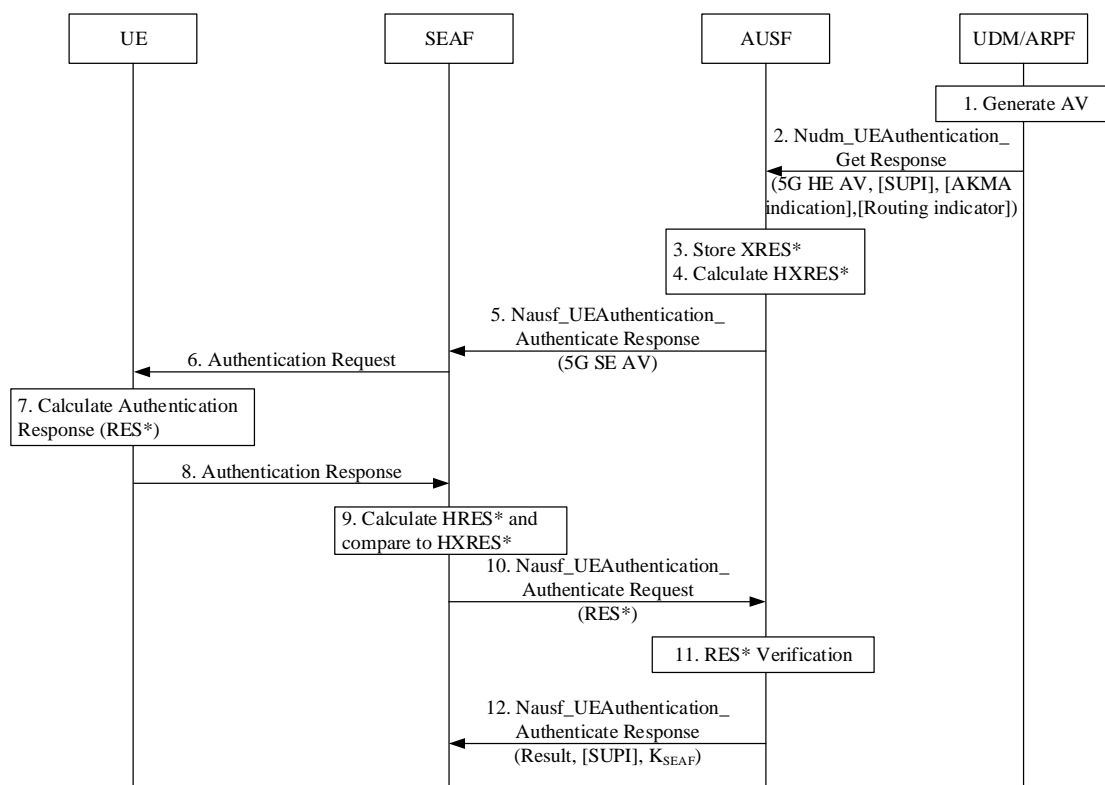 UE
SEAF
AUSF
UDM/ARPF
1. Generate AV
2. Nudm_UEAuthentication_
Get Response
(5G HE AV, [SUPI], [AKMA
indication],[Routing indicator])
3. Store XRES*
4. Calculate HXRES*
5. Nausf_UEAuthentication_
Authenticate Response
(5G SE AV)
6. Authentication Request
7. Calculate Authentication
Response (RES*)
8. Authentication Response
9. Calculate HRES* and
compare to HXRES*
10. Nausf_UEAuthentication_
Authenticate Request
(RES*)
11. RES* Verification
12. Nausf_UEAuthentication_
Authenticate Response
(Result, [SUPI], KSEAF)